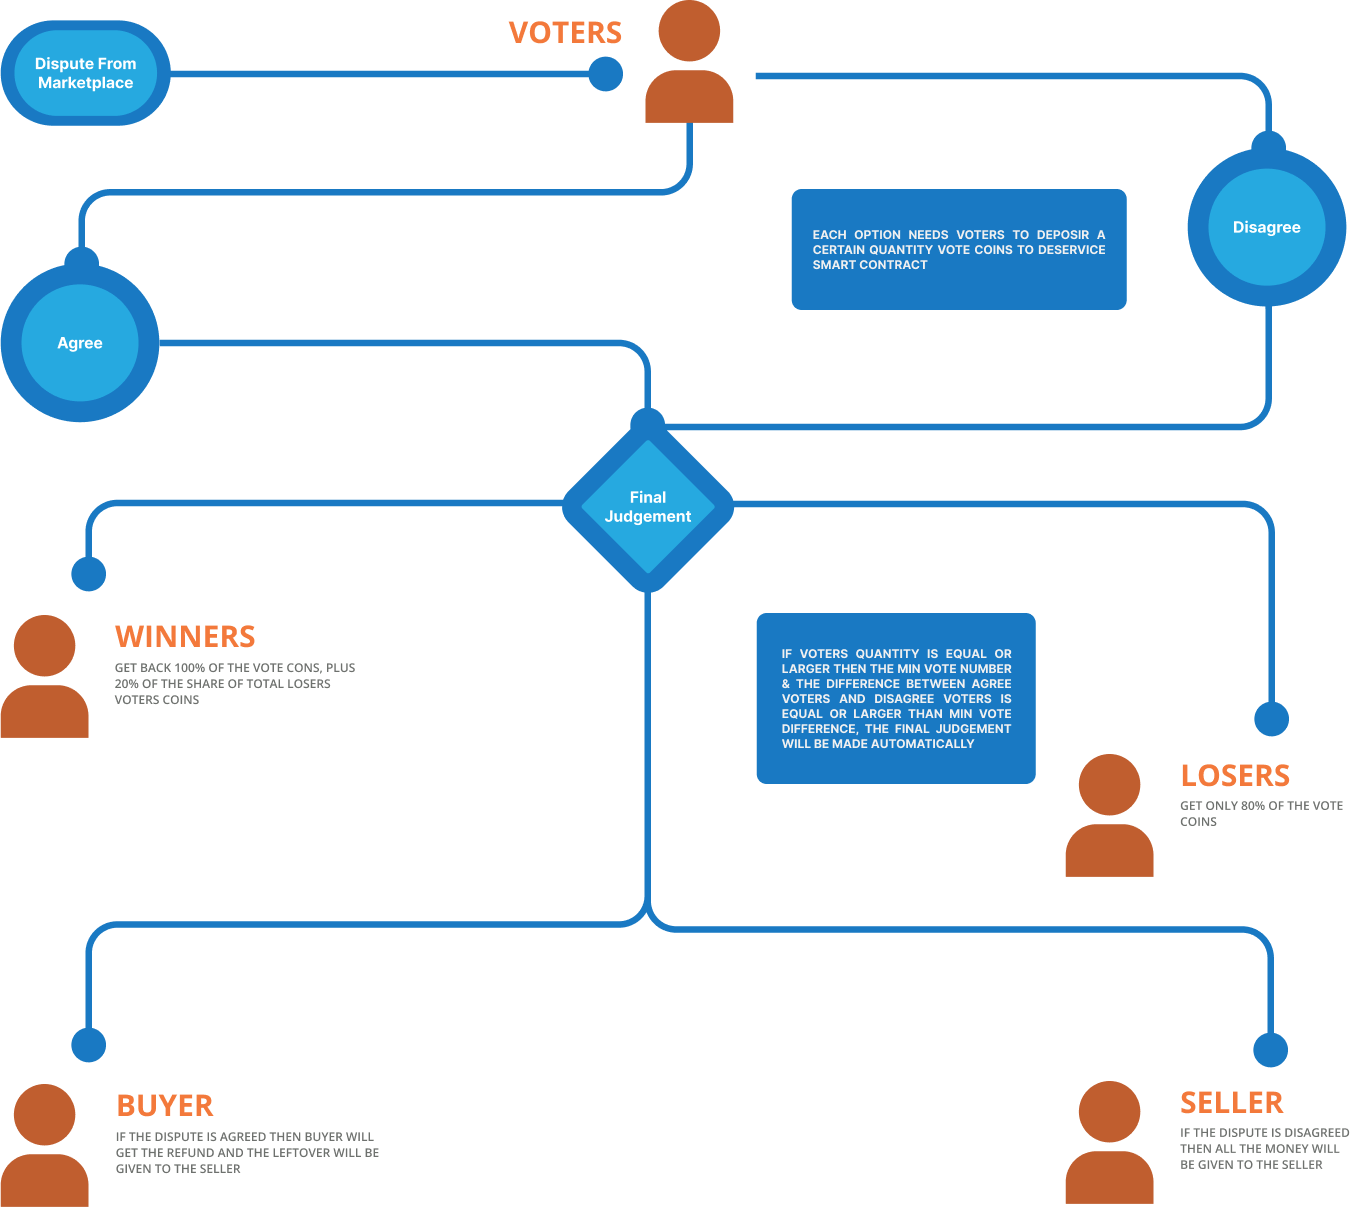 VOTERS
Dispute From
Marketplace
EACH OPTION NEEDS VOTERS TO DEPOSIR A
CERTAIN QUANTITY VOTE COINS TO DESERVICE
SMART CONTRACT
Disagree
Agree
Final
Judgement
WINNERS
GET BACK 100% OF THE VOTE CONS, PLUS
20% OF THE SHARE OF TOTAL LOSERS
VOTERS COINS
IF VOTERS QUANTITY IS EQUAL OR
LARGER THEN THE MIN VOTE NUMBER
& THE DIFFERENCE BETWEEN AGREE
VOTERS AND DISAGREE VOTERS IS
EQUAL OR LARGER THAN MIN VOTE
DIFFERENCE, THE FINAL JUDGEMENT
WILL BE MADE AUTOMATICALLY
LOSERS
GET ONLY 80% OF THE VOTE
COINS
BUYER
IF THE DISPUTE IS AGREED THEN BUYER WILL
GET THE REFUND AND THE LEFTOVER WILL BE
GIVEN TO THE SELLER
SELLER
IF THE DISPUTE IS DISAGREED
THEN ALL THE MONEY WILL
BE GIVEN TO THE SELLER